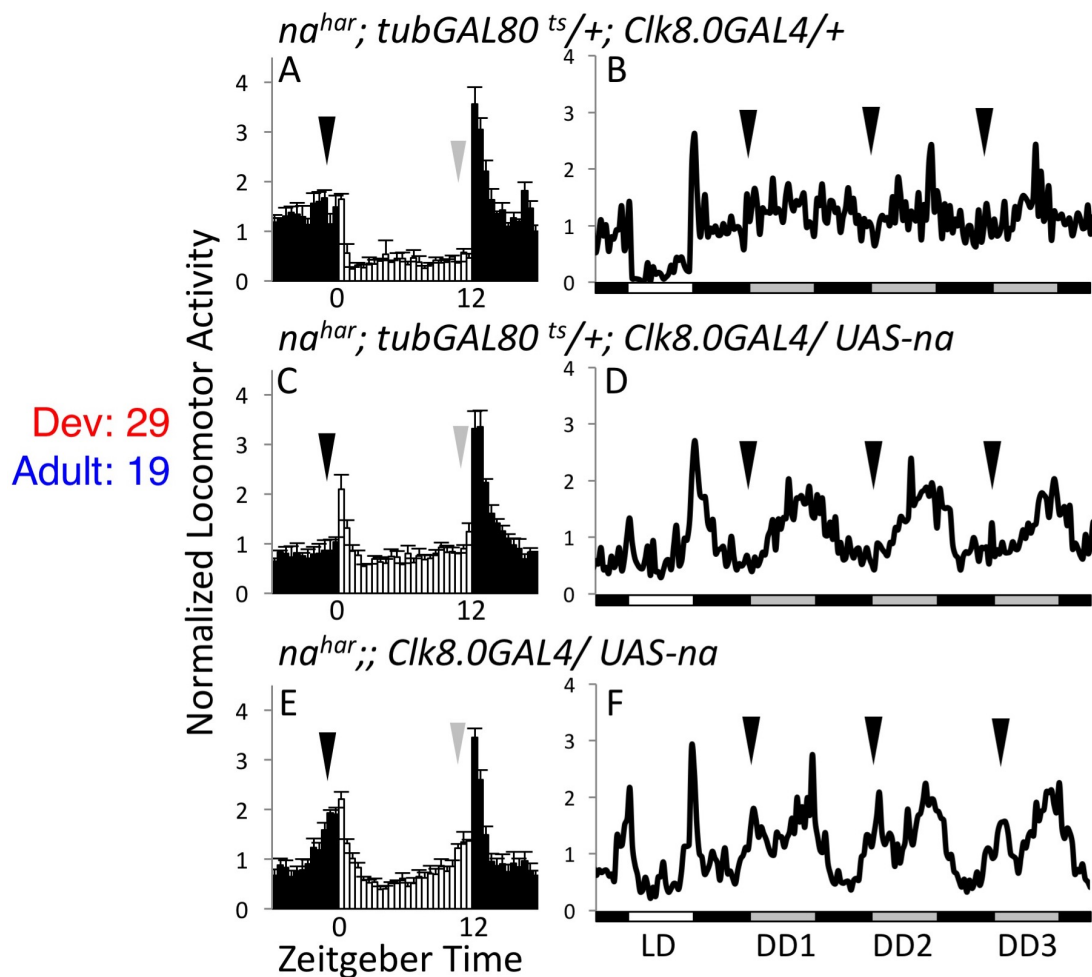 na^har; tubGAL80 ^ts/+; Clk8.0GAL4/+
A
B
4
3
2
1
0
4
3
2
1
0
0
12
na^har; tubGAL80 ^ts/+; Clk8.0GAL4/ UAS-na
C
D
4
3
2
1
0
4
3
2
1
0
0
12
Dev: 29
Adult: 19
Normalized Locomotor Activity
na^har;; Clk8.0GAL4/ UAS-na
E
F
4
3
2
1
0
4
3
2
1
0
0
12
LD
DD1
DD2
DD3
Zeitgeber Time